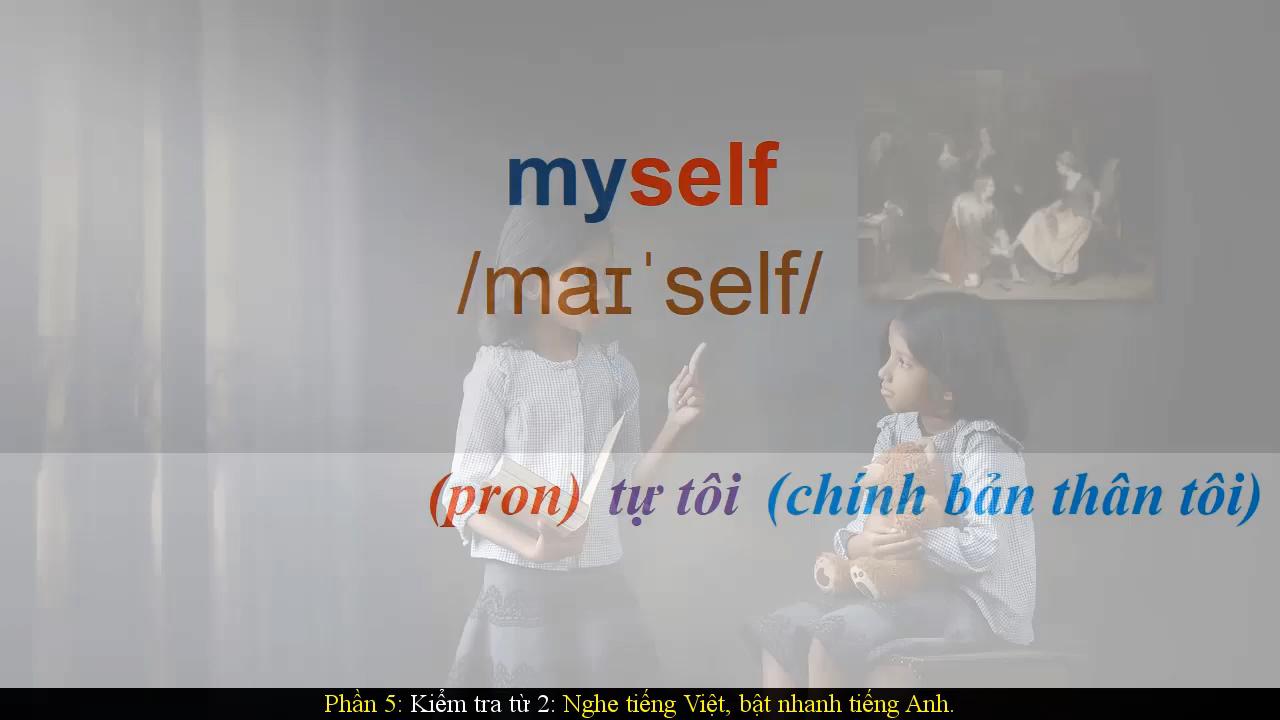 myself
/maɪˈself/
(pron) tự tôi (chính bản thân tôi)
Phần 5: Kiểm tra từ 2: Nghe tiếng Việt, bật nhanh tiếng Anh.